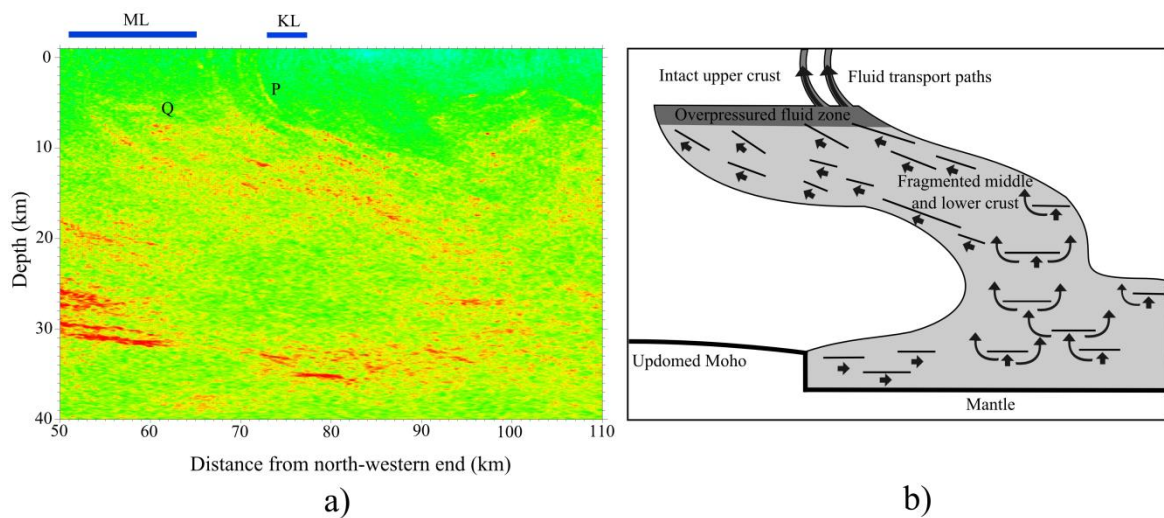 ML
KL
P
Q
0
10
20
30
40
Depth (km)
50
60
70
80
90
100
110
Distance from north-western end (km)
a)
Intact upper crust
Fluid transport paths
Overpressured fluid zone
Fragmented middle
and lower crust
Updomed Moho
Mantle
b)